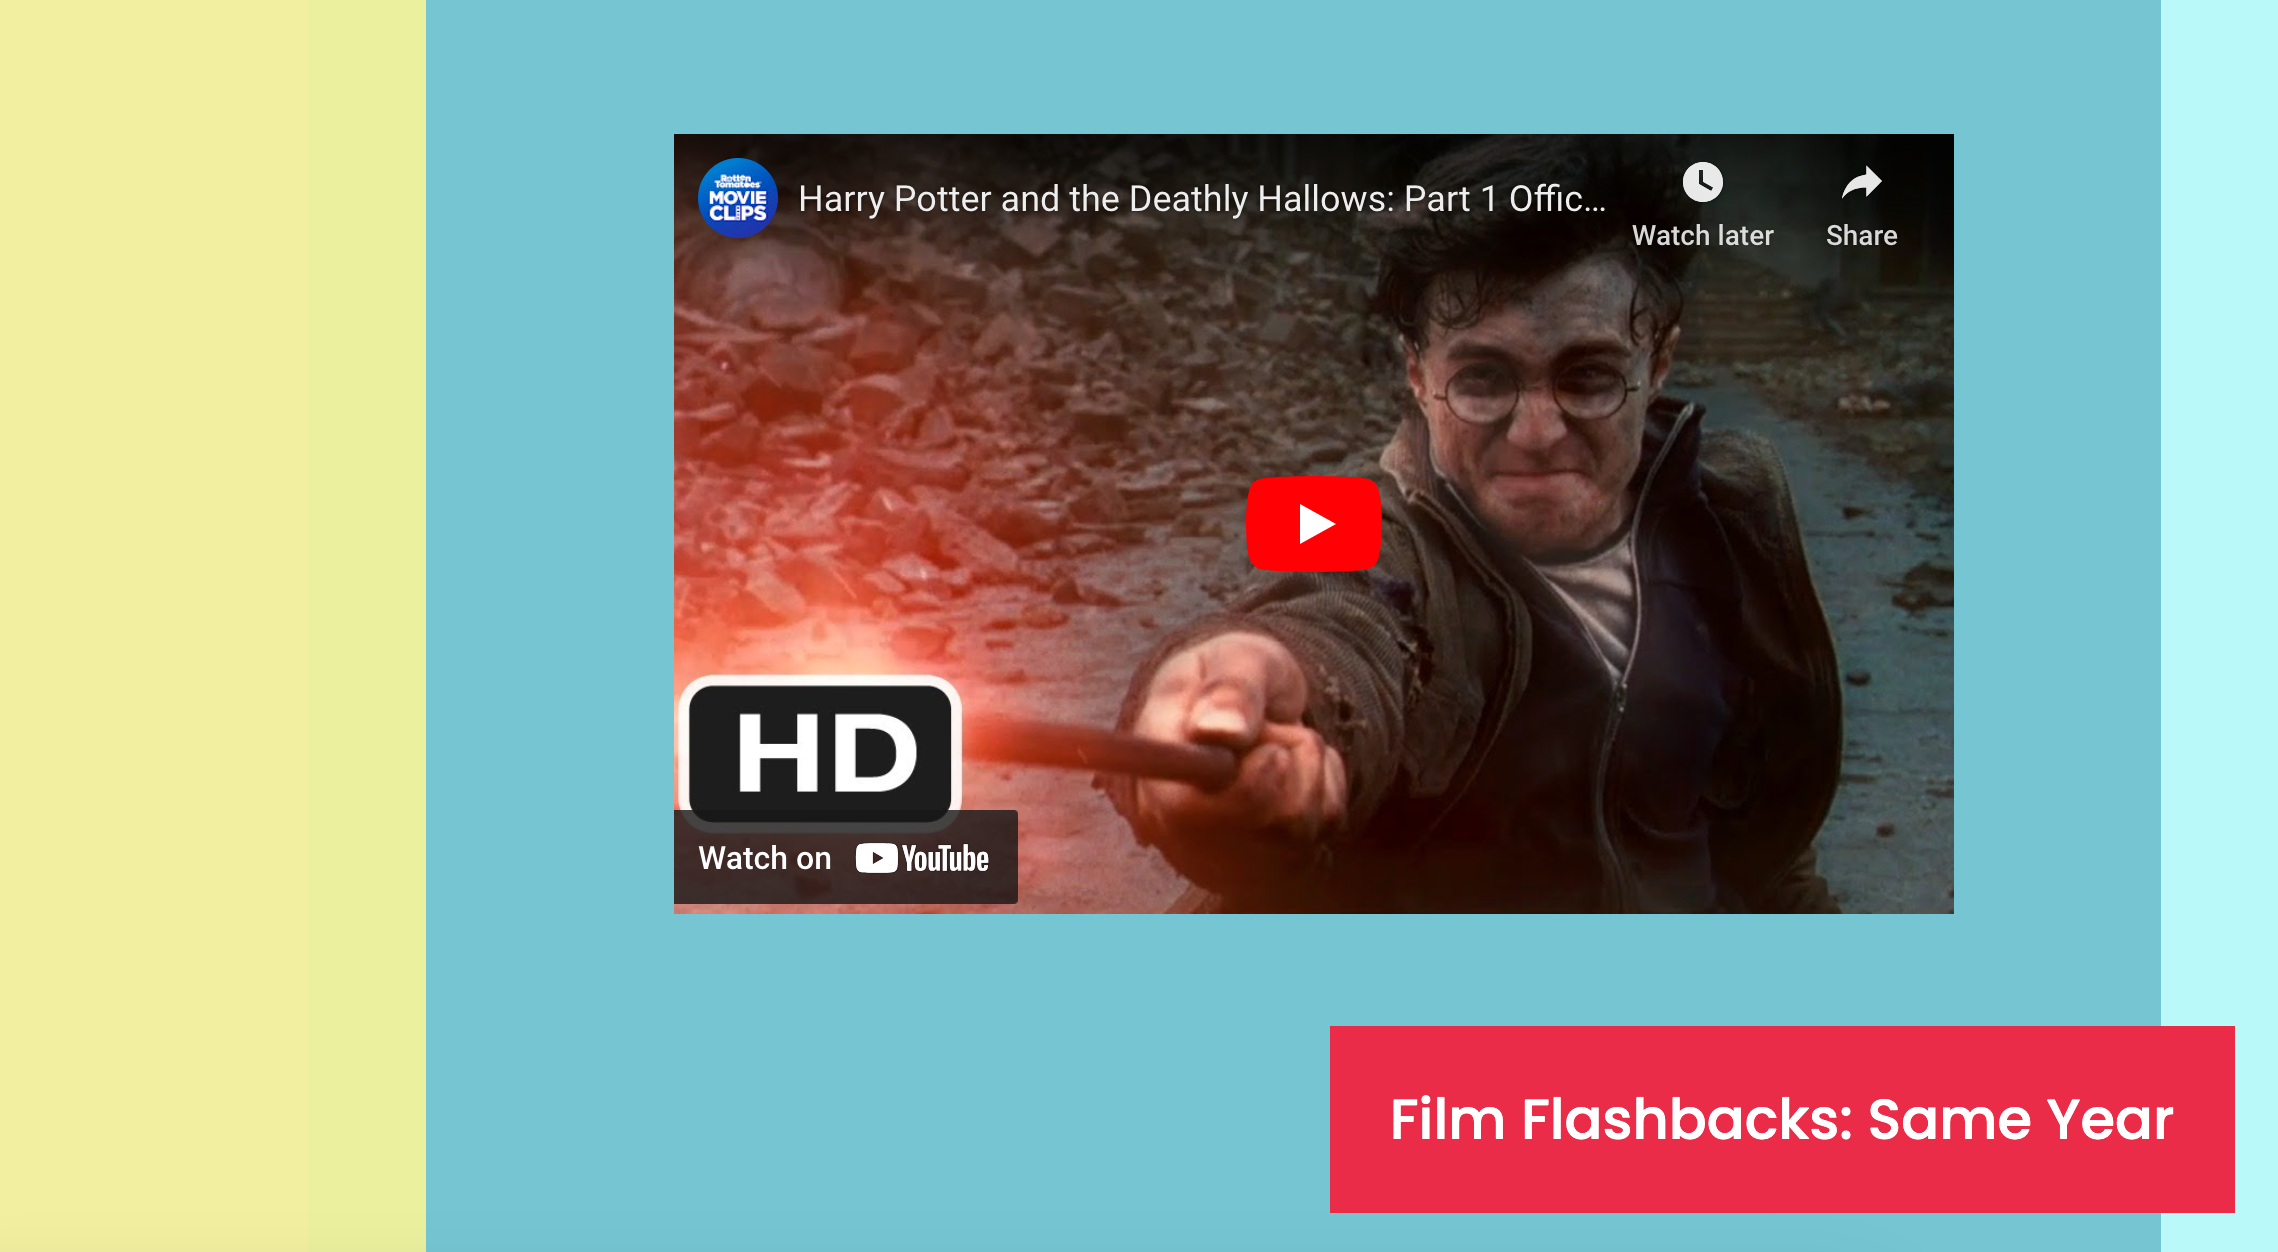 Rotten
Tomatoes
MOVIE
CLIPS
Harry Potter and the Deathly Hallows: Part 1 Offic...
Watch later
Share
HD
Watch on YouTube
Film Flashbacks: Same Year